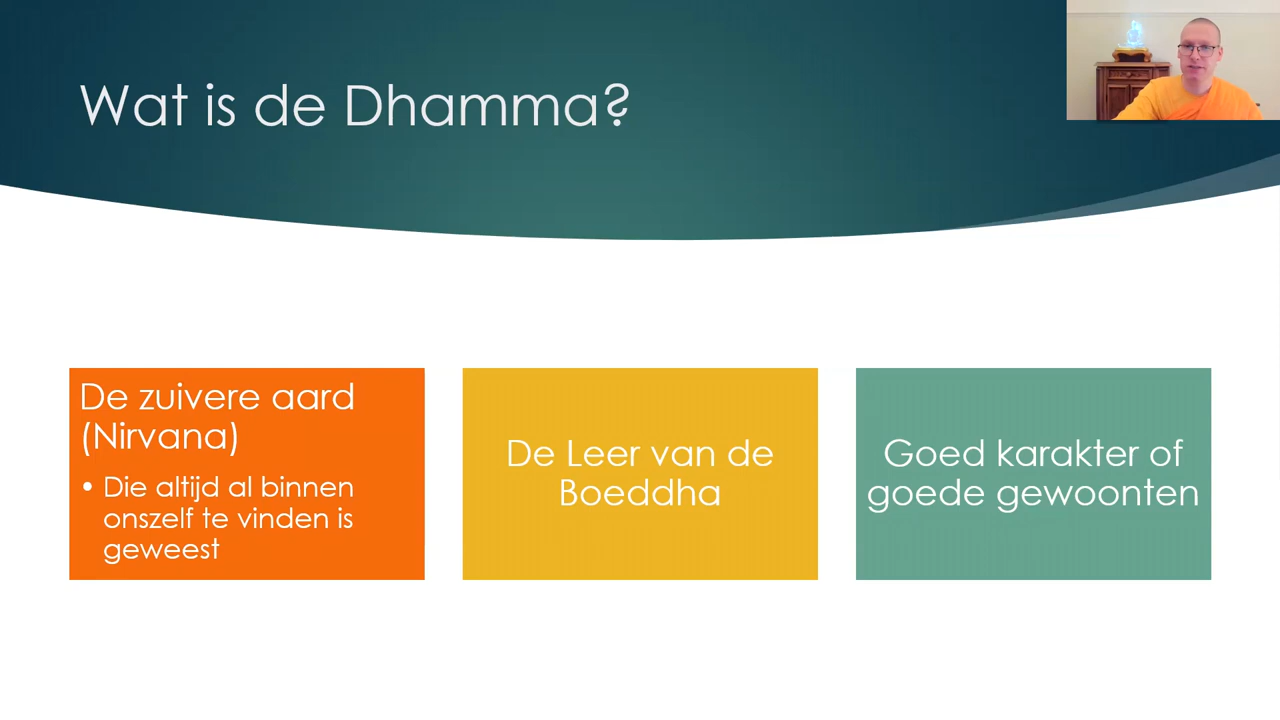 Wat is de Dhamma?
De zuivere aard
(Nirvana)
• Die altijd al binnen
onszelf te vinden is
geweest
De Leer van de
Boeddha
Goed karakter of
goede gewoonten